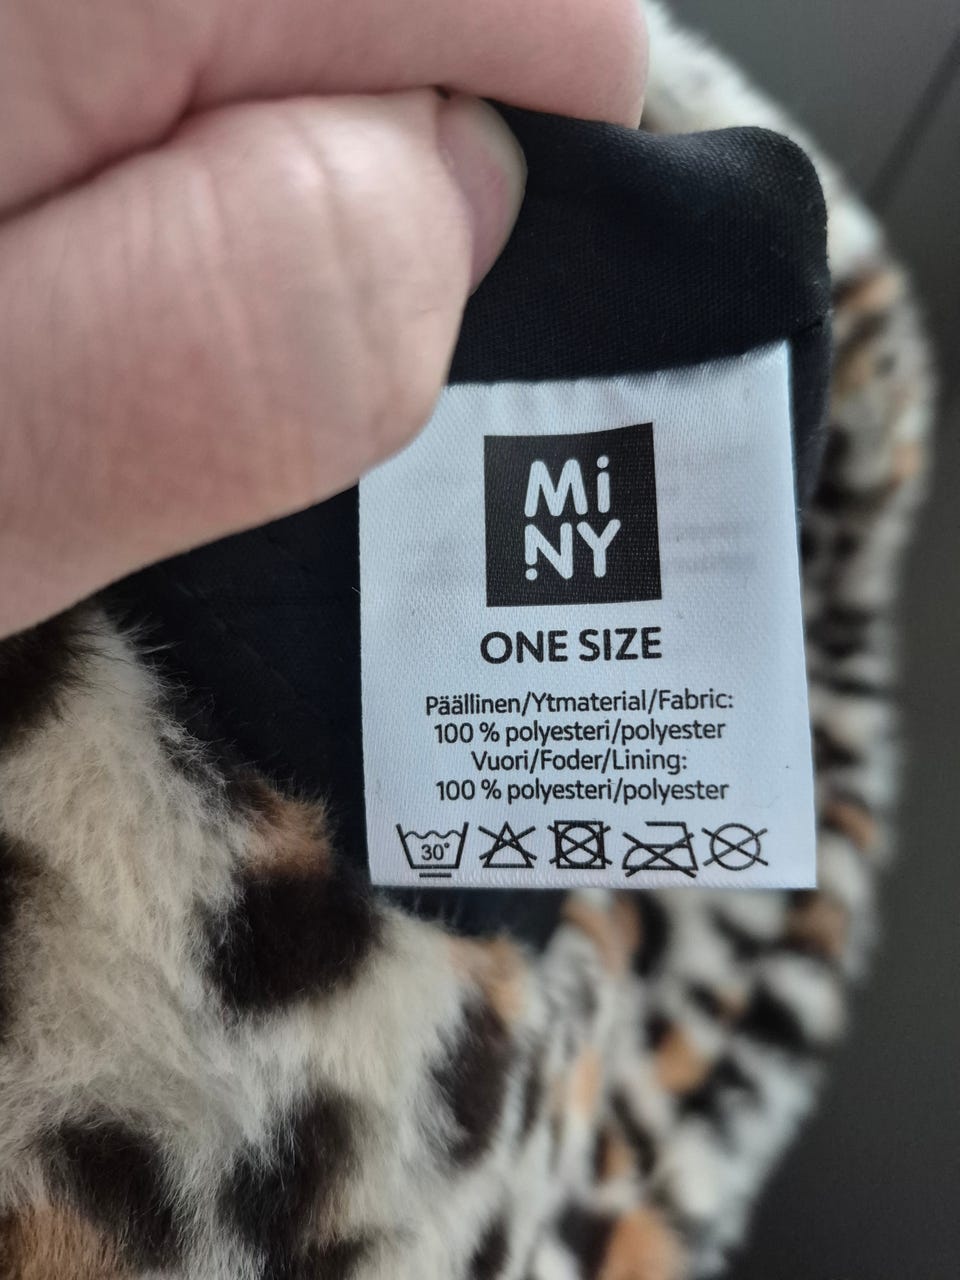 Mi
NY
ONE SIZE
Päällinen/Ytmaterial/Fabric:
100 % polyesteri/polyester
Vuori/Foder/Lining:
100 % polyesteri/polyester
30°